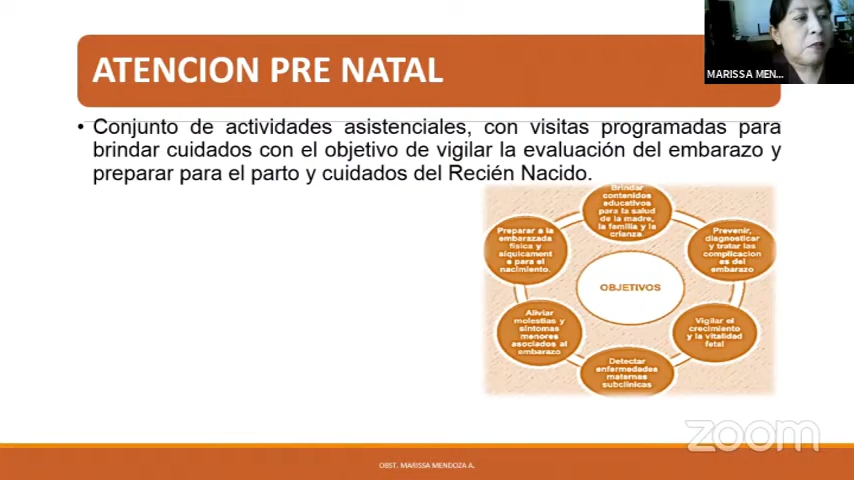 ATENCION PRE NATAL
MARISSA MEN...
• Conjunto de actividades asistenciales, con visitas programadas para
brindar cuidados con el objetivo de vigilar la evaluación del embarazo y
preparar para el parto y cuidados del Recién Nacido.
Brindar
contenidos
educativos
para la salud
de la madre,
la familia y la
crianza
Preparar a la
embarazada
física y
siquicament
e para el
nacimiento.
Prevenir,
diagnosticar
y tratar las
complicacion
es del
embarazo
OBJETIVOS
Aliviar
molestias y
síntomas
menores
asociados al
embarazo
Vigilar el
crecimiento
y la vitalidad
fetal
Detectar
enfermedades
maternas
subclínicas
zoom
OBST. MARISSA MENDOZA A.